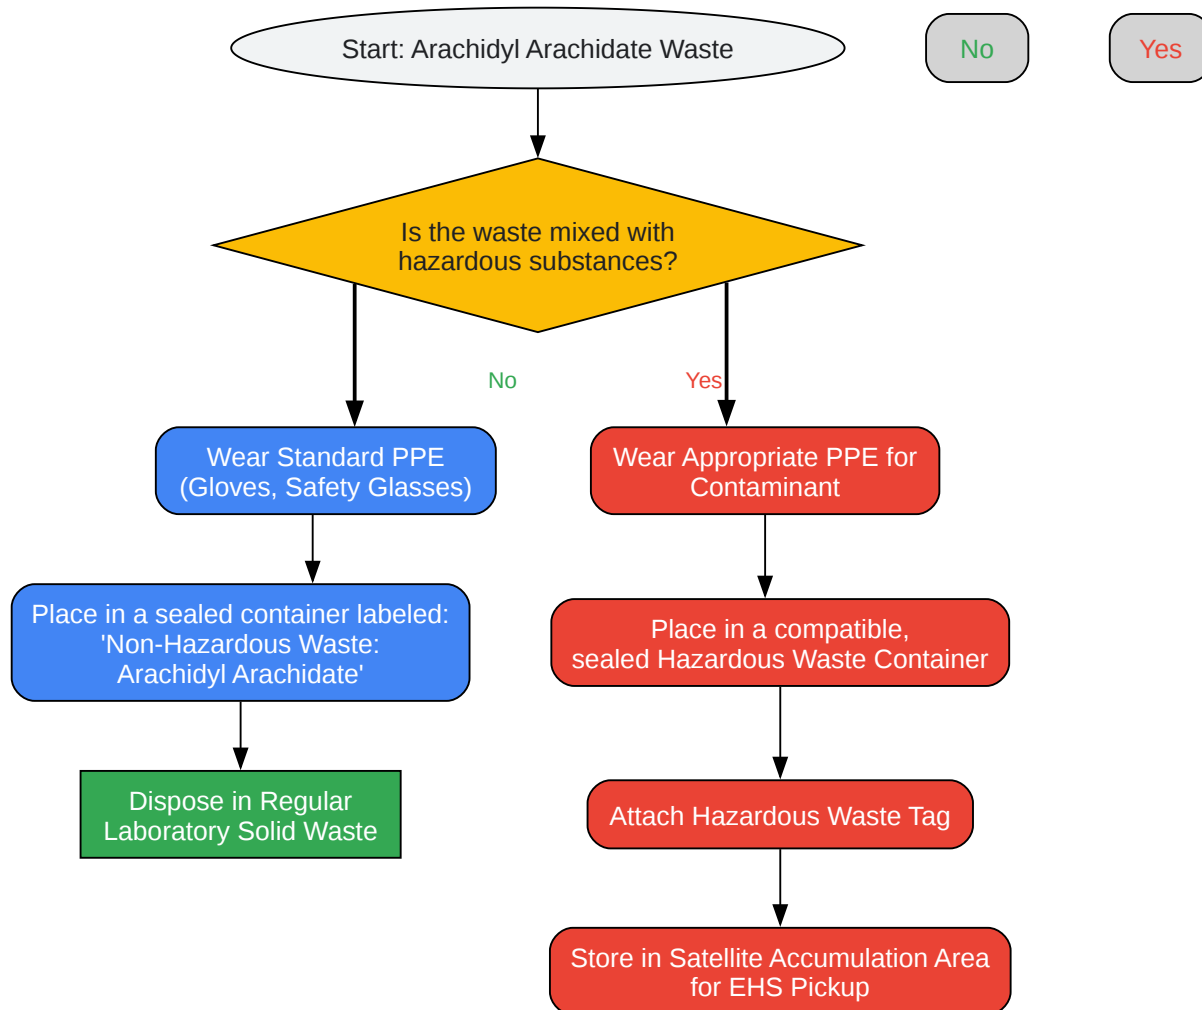 Start: Arachidyl Arachidate Waste
No
Yes
Is the waste mixed with
hazardous substances?
No
Yes
Wear Standard PPE
(Gloves, Safety Glasses)
Wear Appropriate PPE for
Contaminant
Place in a sealed container labeled:
'Non-Hazardous Waste:
Arachidyl Arachidate'
Place in a compatible,
sealed Hazardous Waste Container
Dispose in Regular
Laboratory Solid Waste
Attach Hazardous Waste Tag
Store in Satellite Accumulation Area
for EHS Pickup